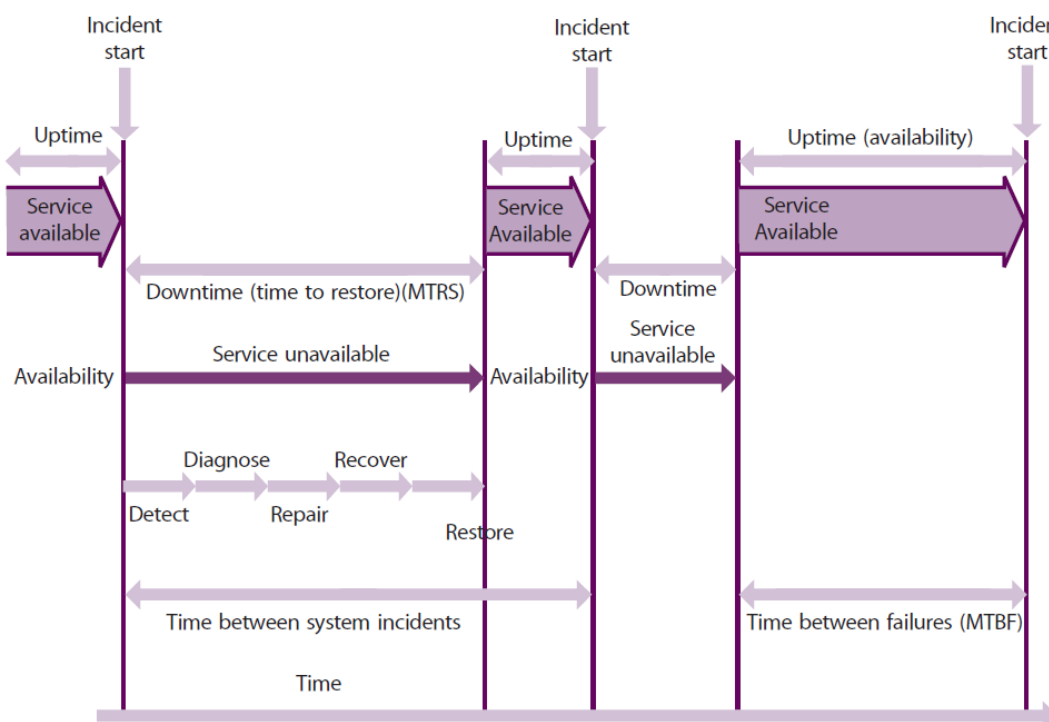 Incident
start
Incident
start
Inciden
start
Uptime
Uptime
Uptime (availability)
Service
available
Service
Available
Service
Available
Downtime (time to restore)(MTRS)
Downtime
Service unavailable
Service
unavailable
Availability
Availability
Diagnose
Recover
Detect
Repair
Restore
Time between system incidents
Time between failures (MTBF)
Time